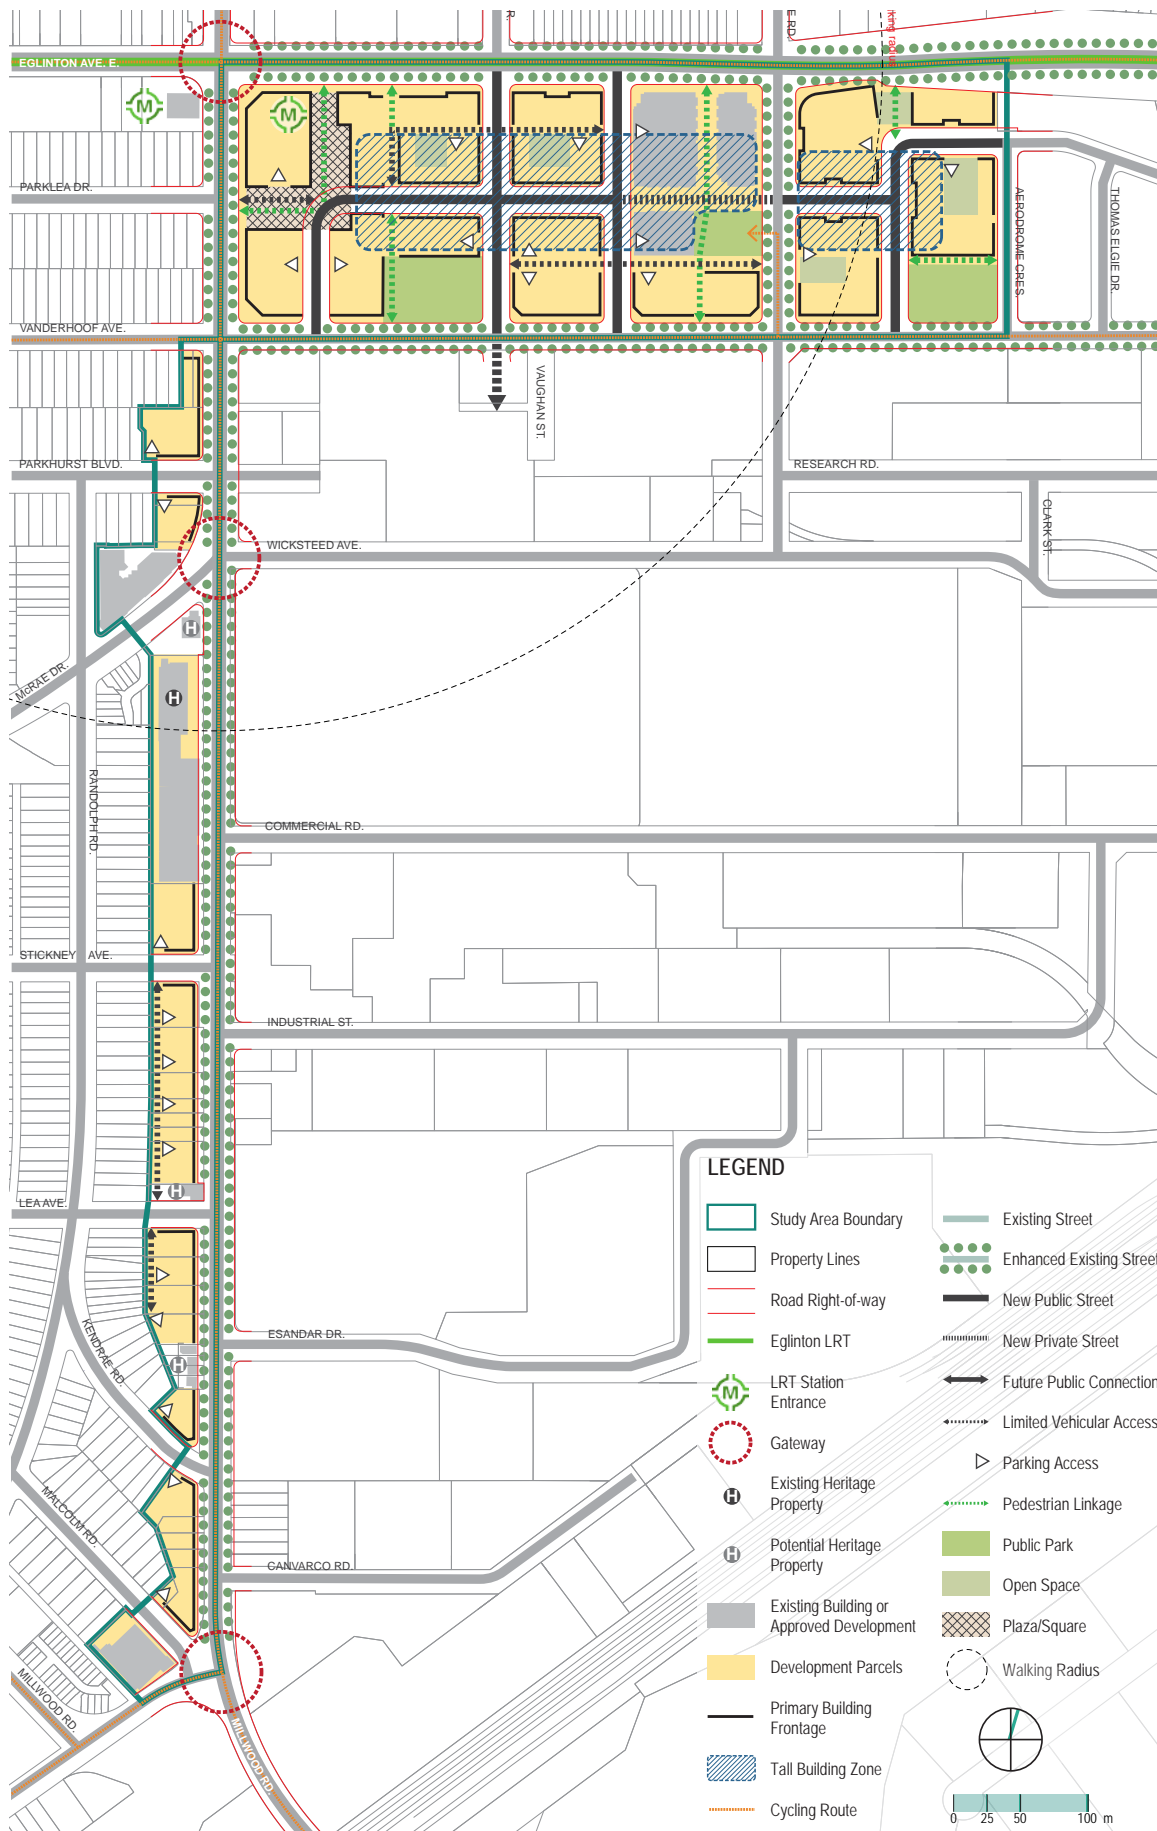 R.
E RD.
king radius
EGLINTON AVE. E.
M
M
PARKLEA DR.
AERODROME CRES.
THOMAS ELGIE DR.
VANDERHOOF AVE.
VAUGHAN ST.
PARKHURST BLVD.
RESEARCH RD.
CLARK ST.
WICKSTEED AVE.
H
McRAE DR.
H
RANDOLPH RD.
COMMERCIAL RD.
STICKNEY AVE.
INDUSTRIAL ST.
H
LEA AVE.
KENDRAE RD.
ESANDAR DR.
H
MALCOLM RD.
CANVARCO RD.
MILLWOOD RD.
MILLWOOD RD.
LEGEND
Study Area Boundary
Property Lines
Road Right-of-way
Eglinton LRT
M
LRT Station
Entrance
Gateway
H
Existing Heritage
Property
H
Potential Heritage
Property
Existing Building or
Approved Development
Development Parcels
Primary Building
Frontage
Tall Building Zone
Cycling Route
Existing Street
Enhanced Existing Street
New Public Street
New Private Street
Future Public Connection
Limited Vehicular Access
Parking Access
Pedestrian Linkage
Public Park
Open Space
Plaza/Square
Walking Radius
0 25 50 100 m